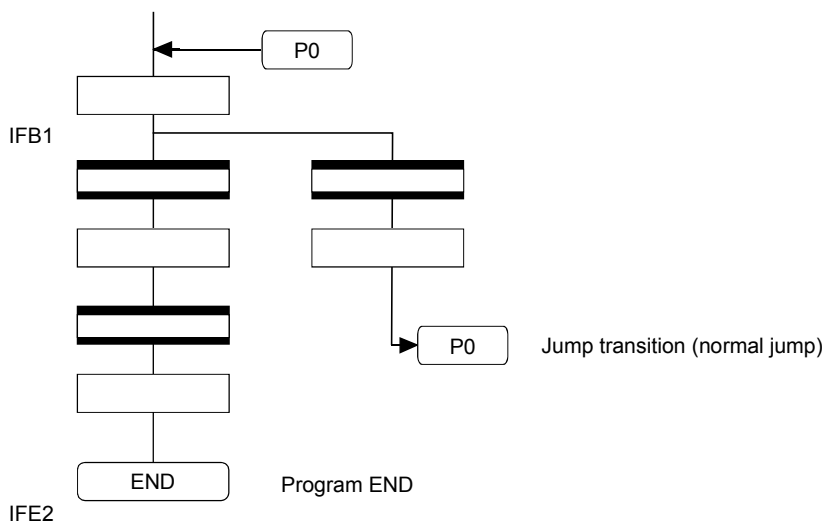 P0
IFB1
P0 Jump transition (normal jump)
END Program END
IFE2